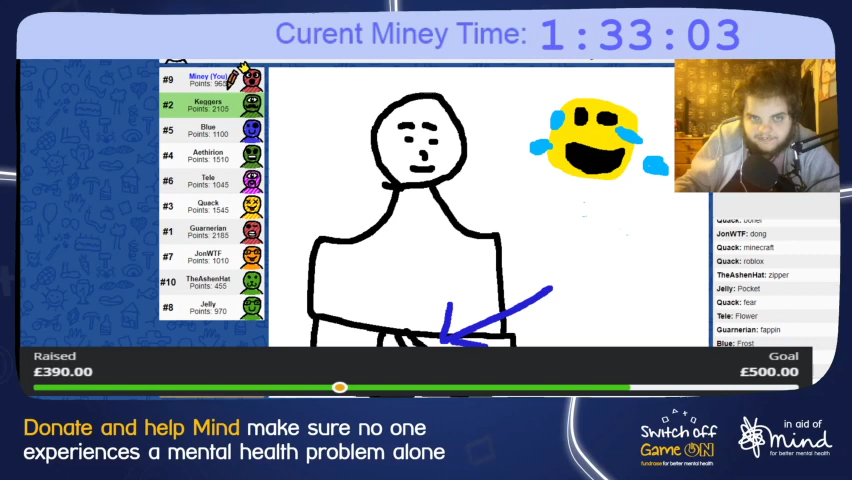 Curent Miney Time: 1:33:03
#9 Miney (You)
Points: 965
#2 Keggers
Points: 2105
#5 Blue
Points: 1100
#4 Aethirion
Points: 1510
#6 Tele
Points: 1045
#3 Quack
Points: 1545
#1 Guarnerian
Points: 2185
#7 JonWTF
Points: 1010
#10 TheAshenHat
Points: 455
#8 Jelly
Points: 970
Quack: boner
JonWTF: dong
Quack: minecraft
Quack: roblox
TheAshenHat: zipper
Jelly: Pocket
Quack: fear
Tele: Flower
Guarnerian: fappin
Blue: Frost
Raised
£390.00
Goal
£500.00
Donate and help Mind make sure no one
experiences a mental health problem alone
Switch off
Game ON
fundraise for better mental health
in aid of
mind
for better mental health